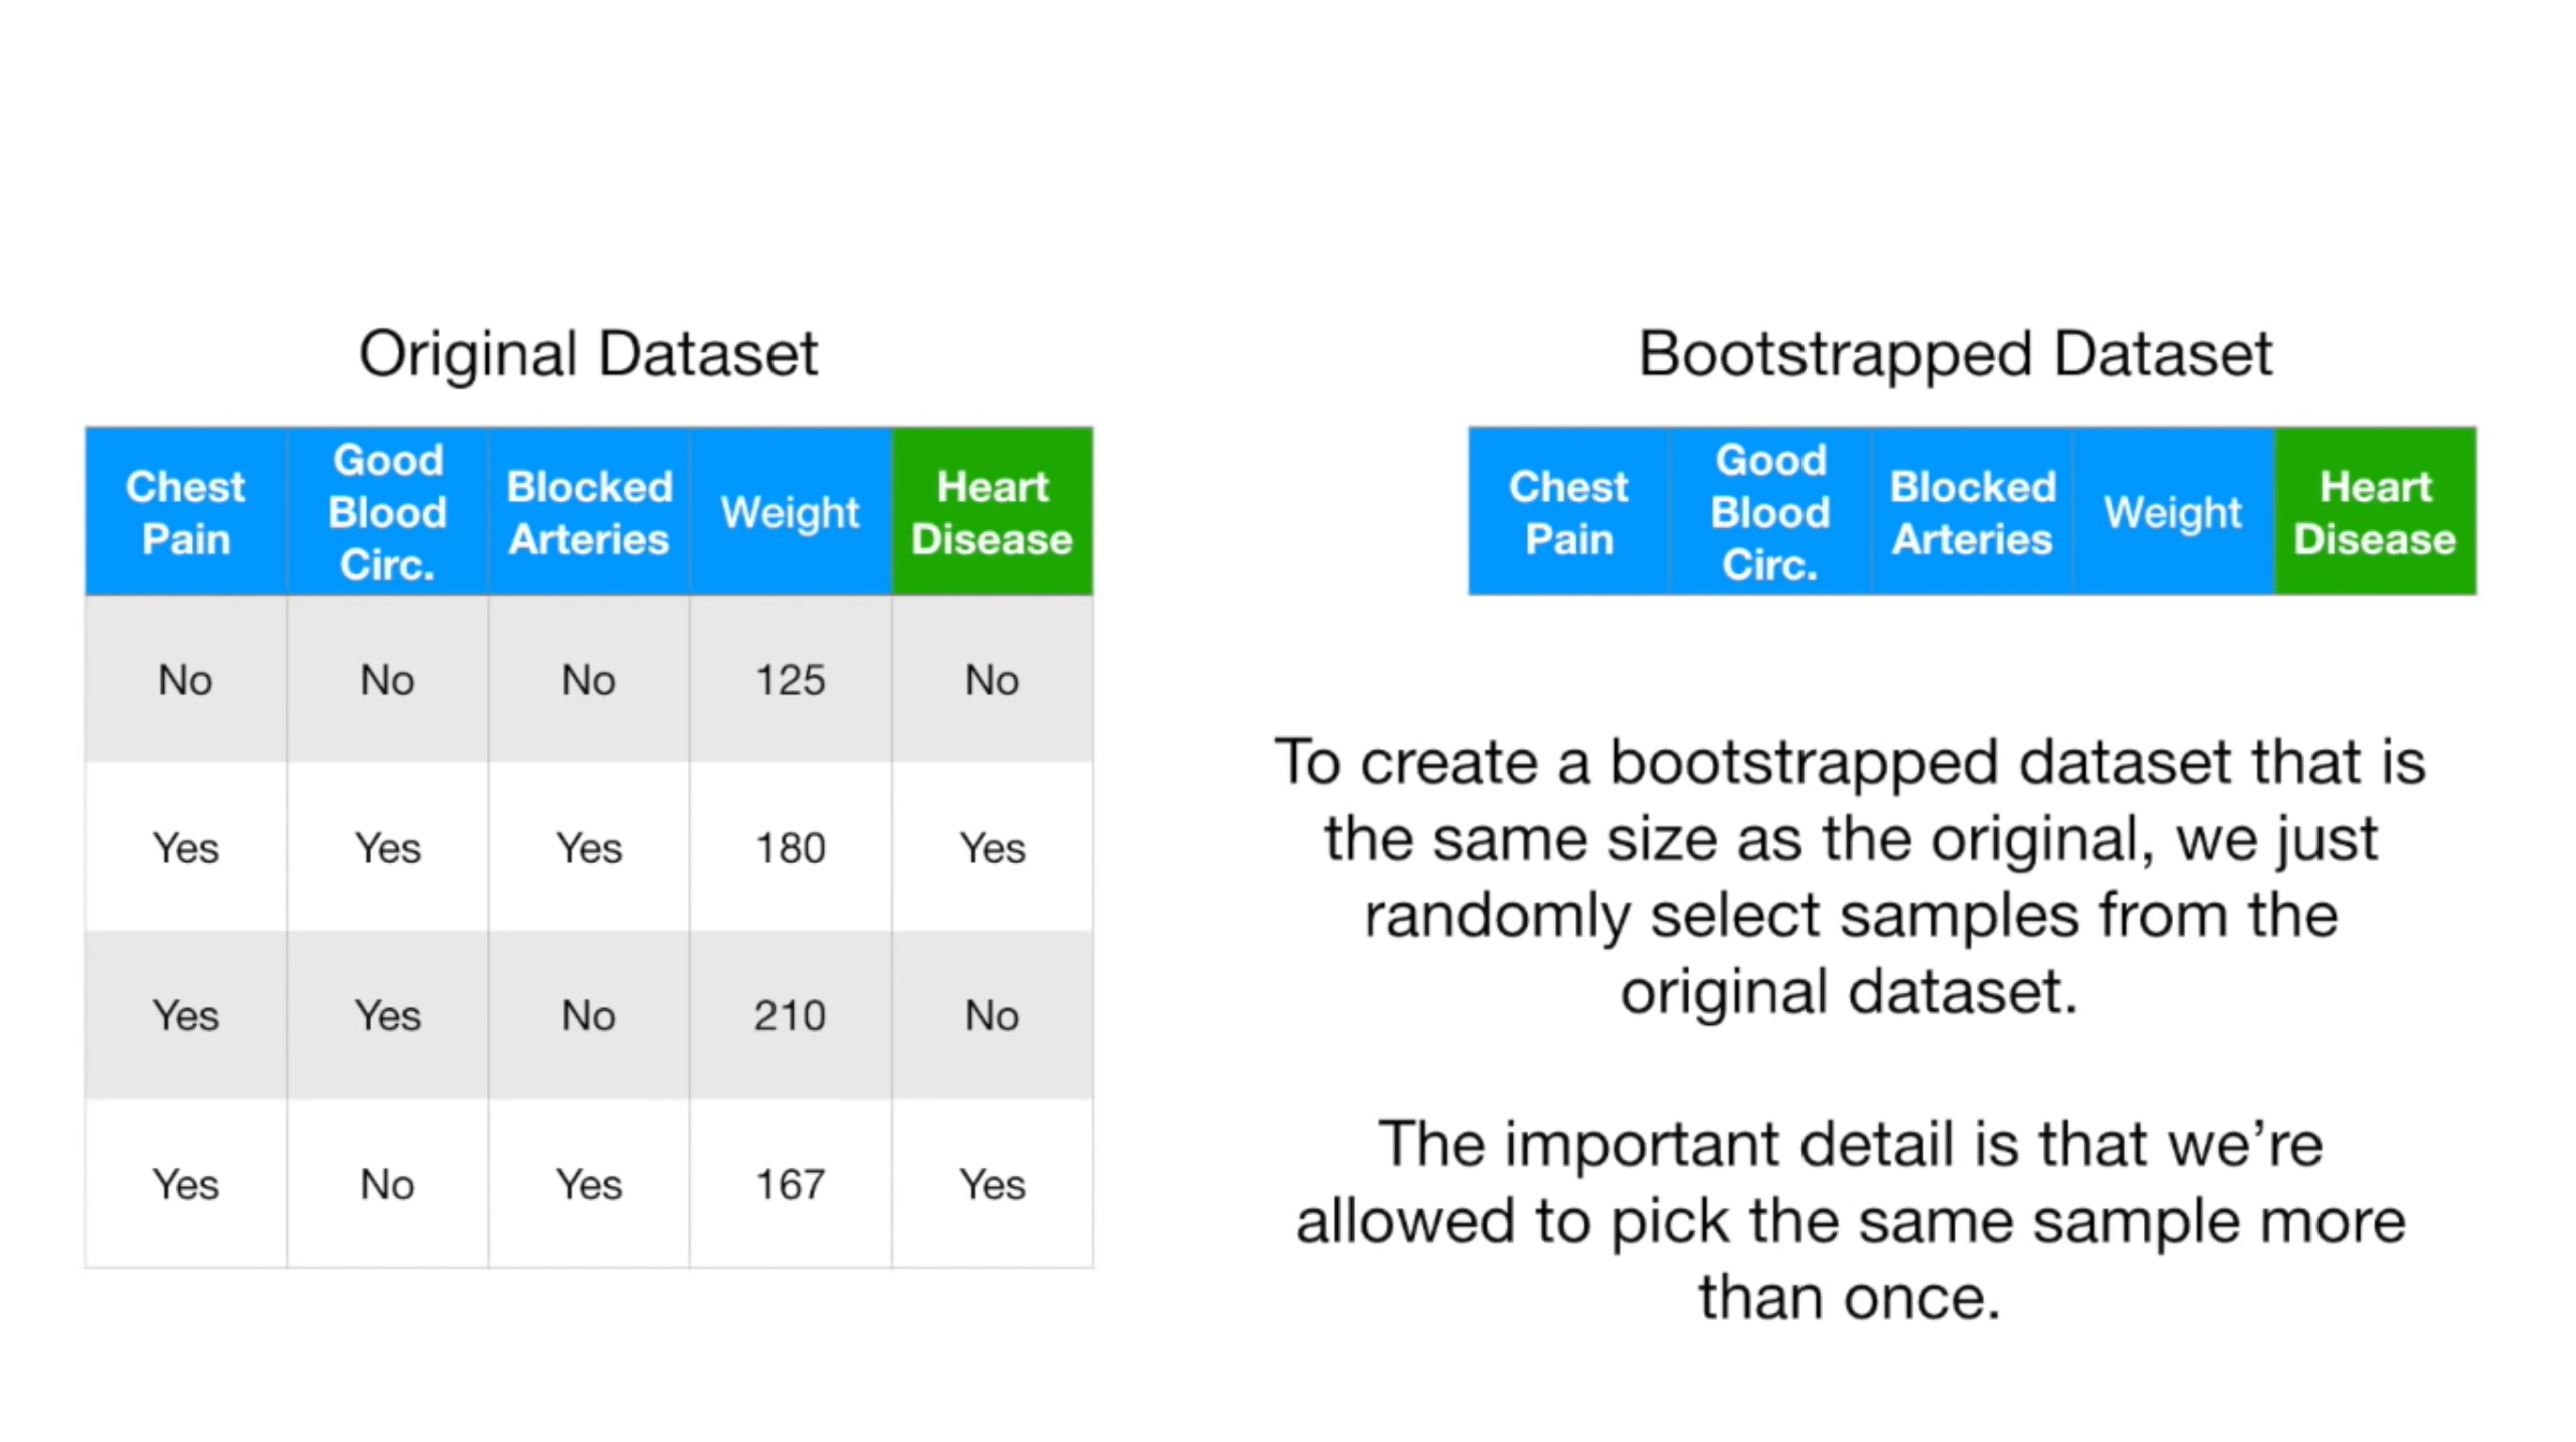 Original Dataset
Chest Pain Good Blood Circ. Blocked Arteries Weight Heart Disease
No No No 125 No
Yes Yes Yes 180 Yes
Yes Yes No 210 No
Yes No Yes 167 Yes
Bootstrapped Dataset
Chest Pain Good Blood Circ. Blocked Arteries Weight Heart Disease
To create a bootstrapped dataset that is
the same size as the original, we just
randomly select samples from the
original dataset.
The important detail is that we’re
allowed to pick the same sample more
than once.